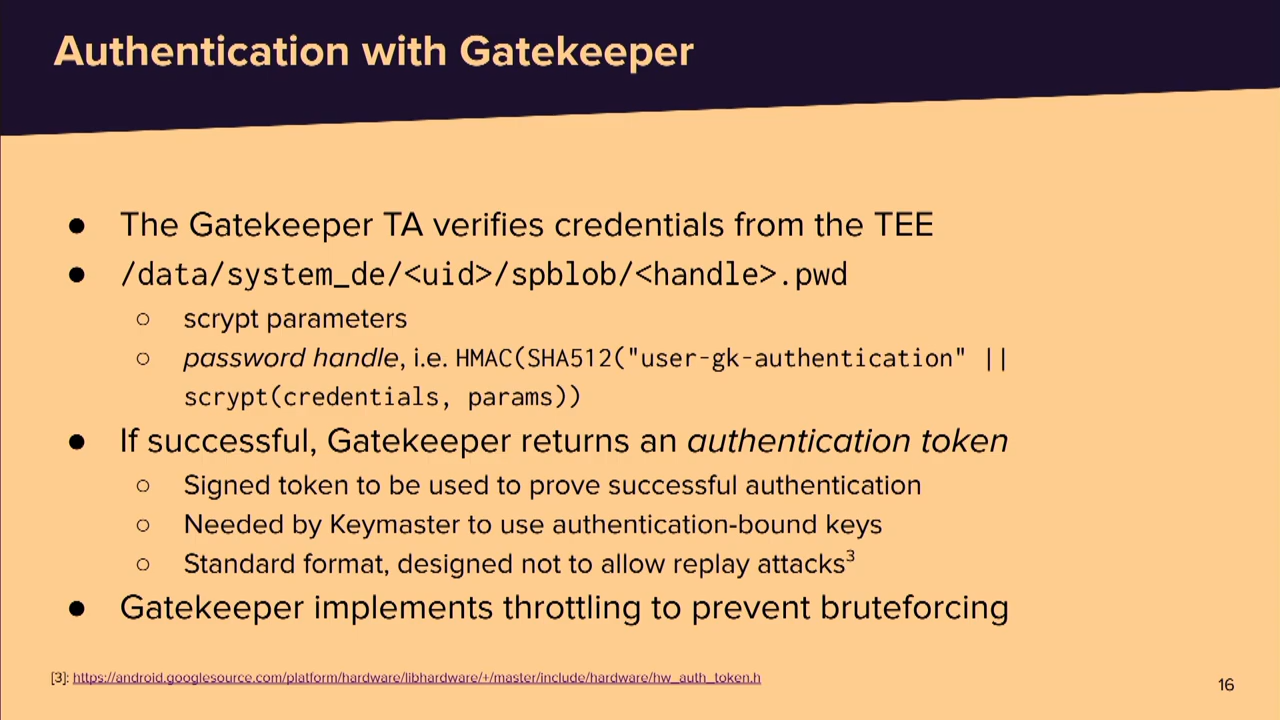 Authentication with Gatekeeper
● The Gatekeeper TA verifies credentials from the TEE
● /data/system_de/<uid>/spblob/<handle>.pwd
○ scrypt parameters
○ password handle, i.e. HMAC(SHA512("user-gk-authentication" ||
scrypt(credentials, params))
● If successful, Gatekeeper returns an authentication token
○ Signed token to be used to prove successful authentication
○ Needed by Keymaster to use authentication-bound keys
○ Standard format, designed not to allow replay attacks³
● Gatekeeper implements throttling to prevent bruteforcing
[3]: https://android.googlesource.com/platform/hardware/libhardware/+/master/include/hardware/hw_auth_token.h
16